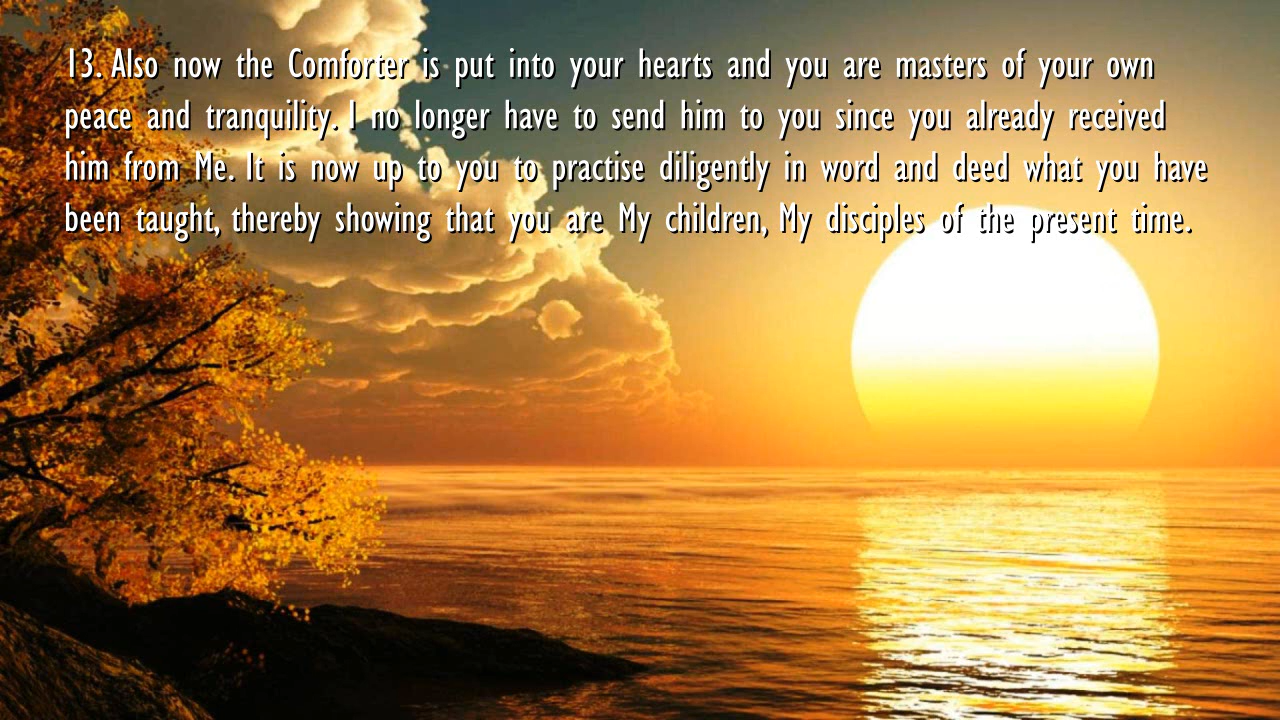 13. Also now the Comforter is put into your hearts and you are masters of your own
peace and tranquility. I no longer have to send him to you since you already received
him from Me. It is now up to you to practise diligently in word and deed what you have
been taught, thereby showing that you are My children, My disciples of the present time.